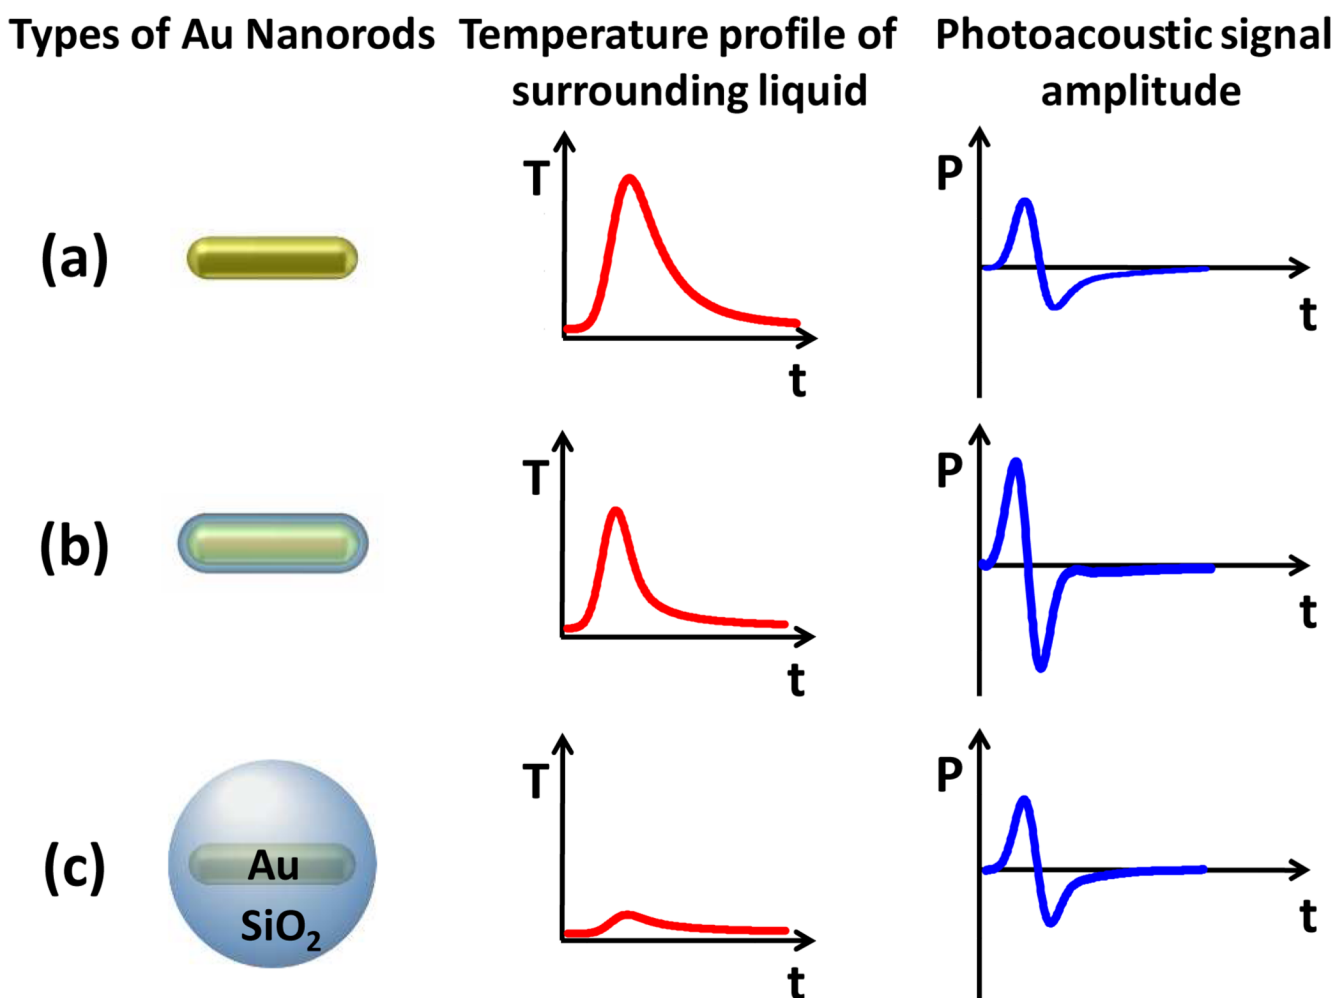 Types of Au Nanorods
Temperature profile of
surrounding liquid
Photoacoustic signal
amplitude
(a)
T
t
P
t
(b)
T
t
P
t
(c)
Au
SiO₂
T
t
P
t